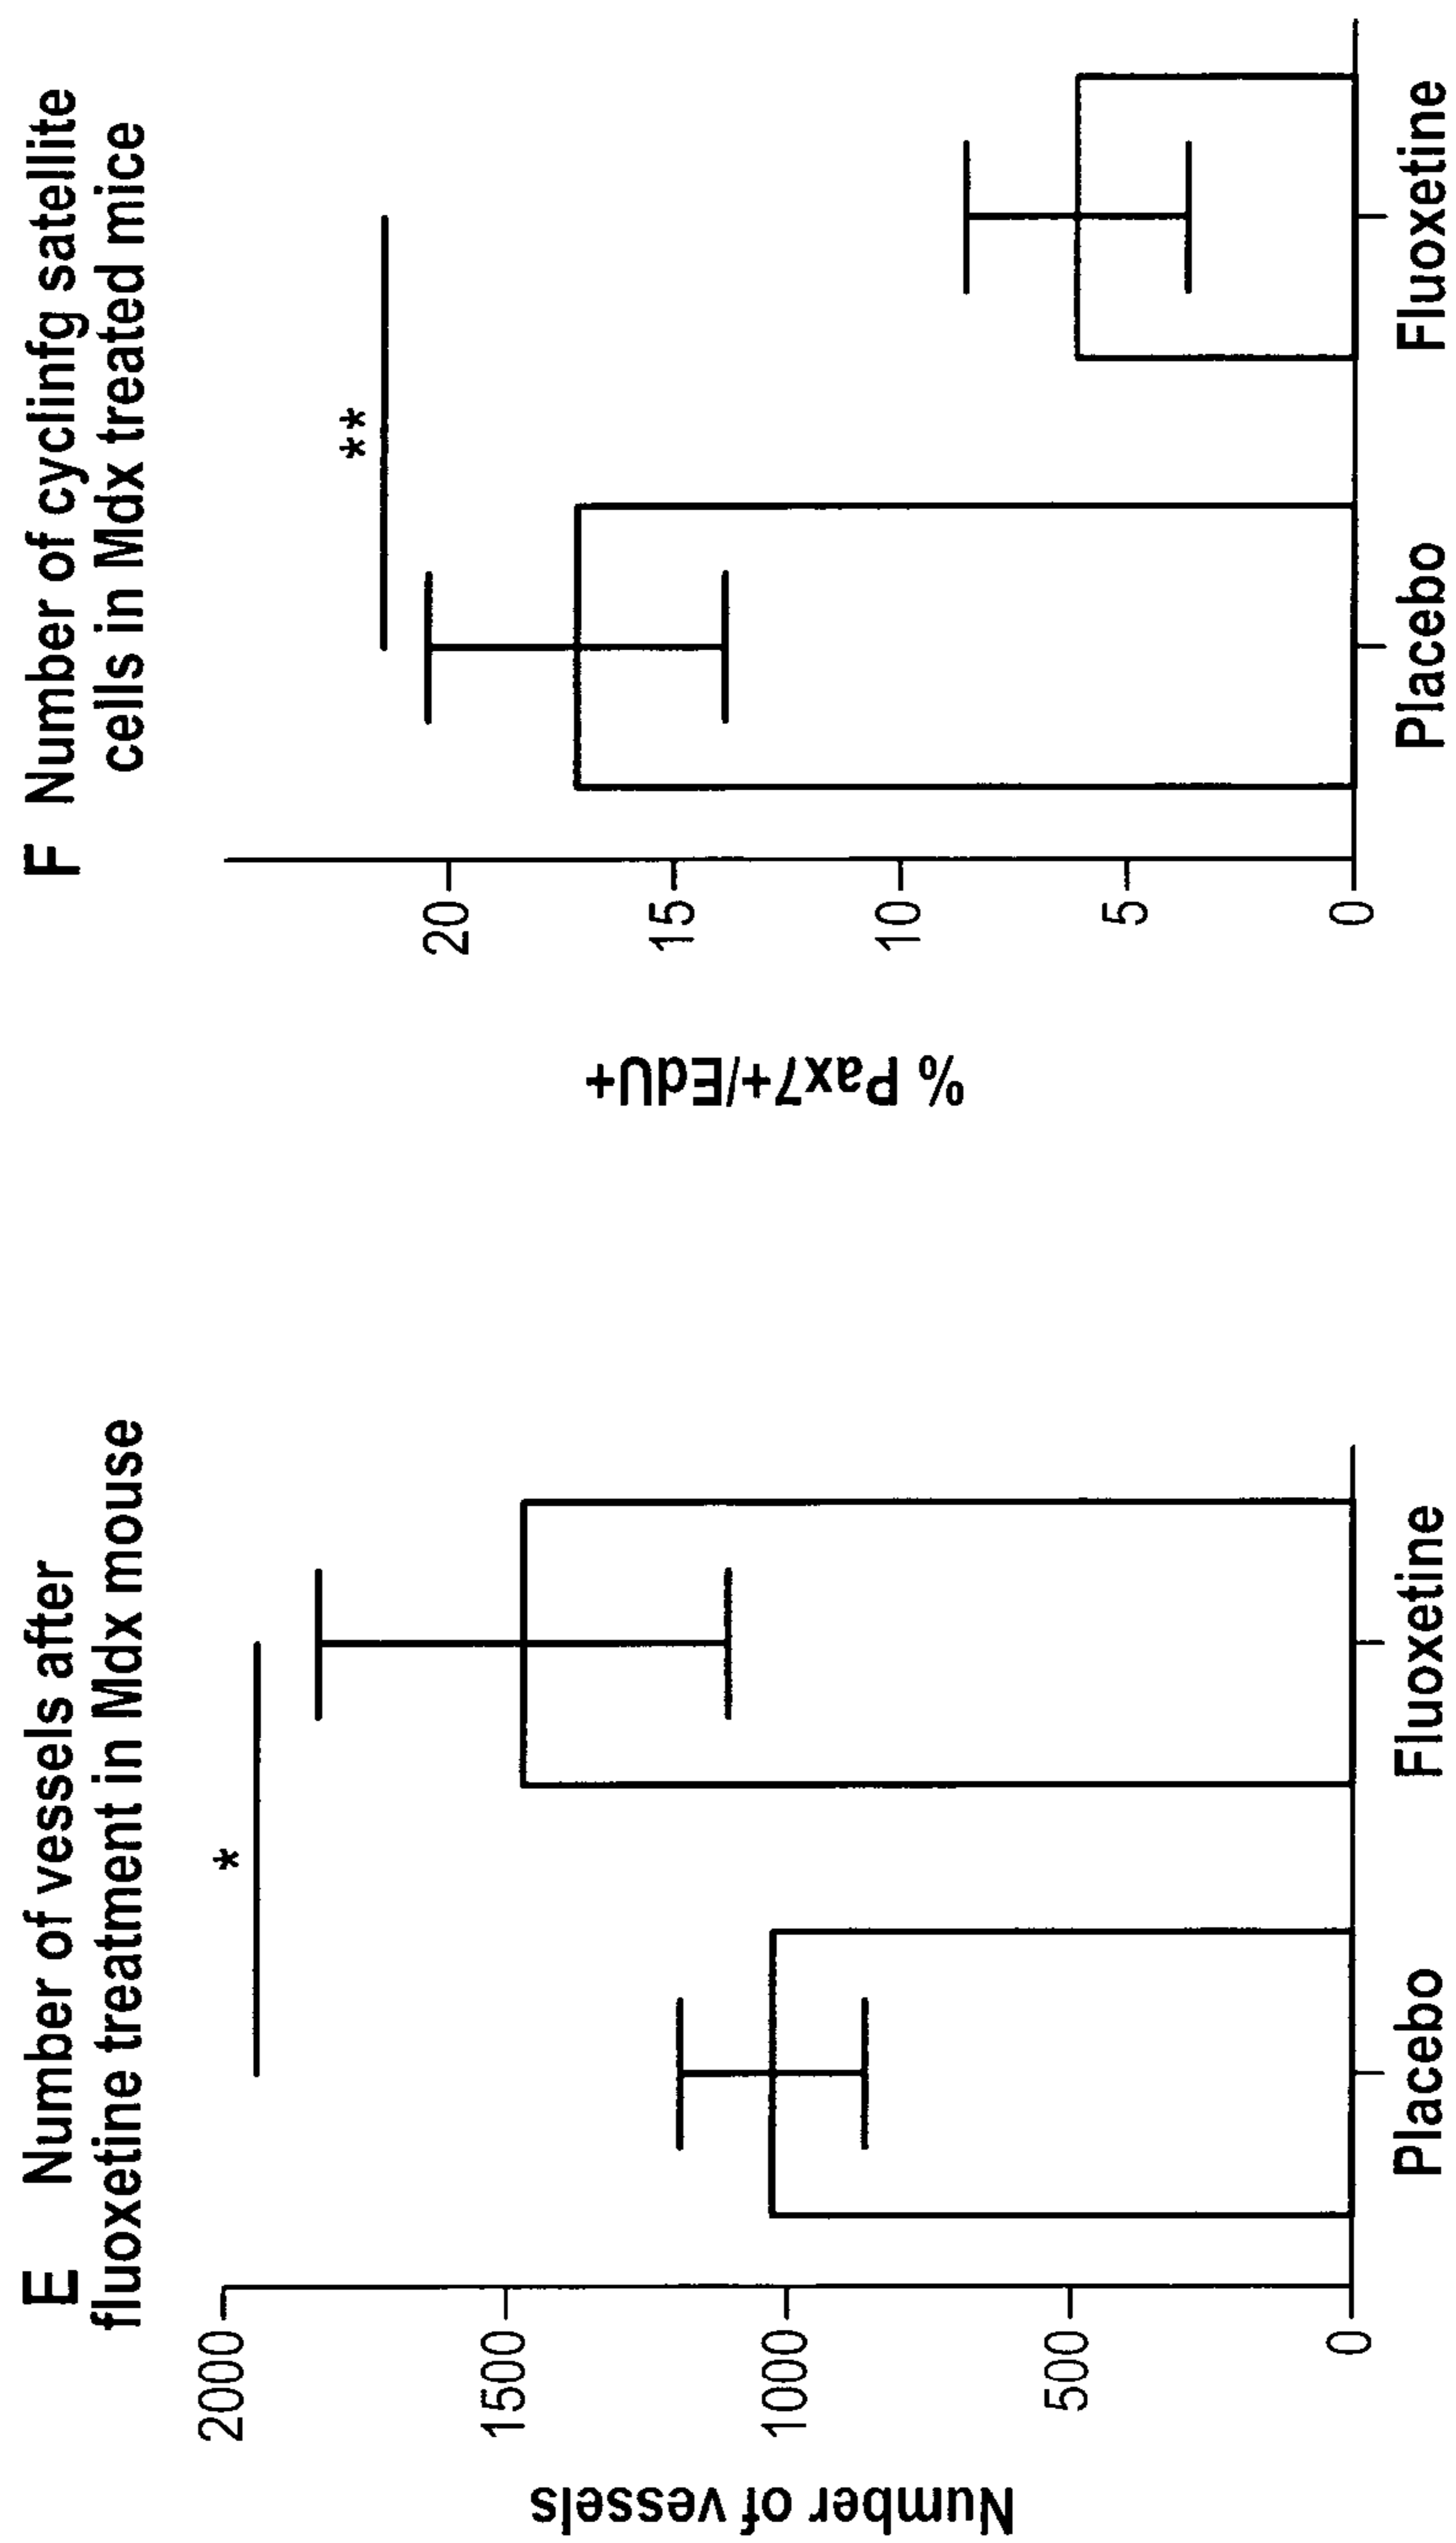 E Number of vessels after
fluoxetine treatment in Mdx mouse
Number of vessels
2000
1500
1000
500
0
*
Placebo
Fluoxetine
F Number of cyclinfg satellite
cells in Mdx treated mice
% Pax7+/EdU+
20
15
10
5
0
**
Placebo
Fluoxetine